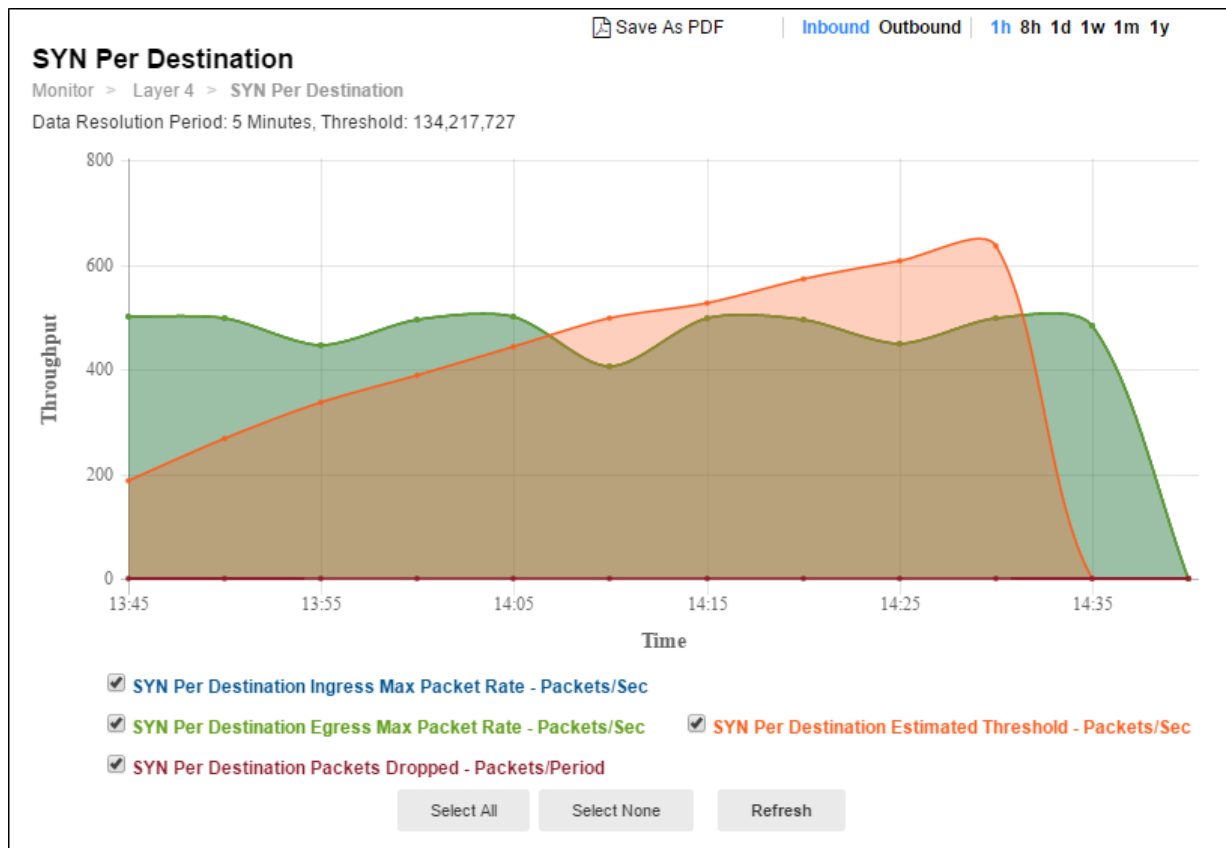 Save As PDF Inbound Outbound 1h 8h 1d 1w 1m 1y
SYN Per Destination
Monitor > Layer 4 > SYN Per Destination
Data Resolution Period: 5 Minutes, Threshold: 134,217,727
800
600
400
200
0
Throughput
13:45 13:55 14:05 14:15 14:25 14:35
Time
SYN Per Destination Ingress Max Packet Rate - Packets/Sec
SYN Per Destination Egress Max Packet Rate - Packets/Sec SYN Per Destination Estimated Threshold - Packets/Sec
SYN Per Destination Packets Dropped - Packets/Period
Select All Select None Refresh